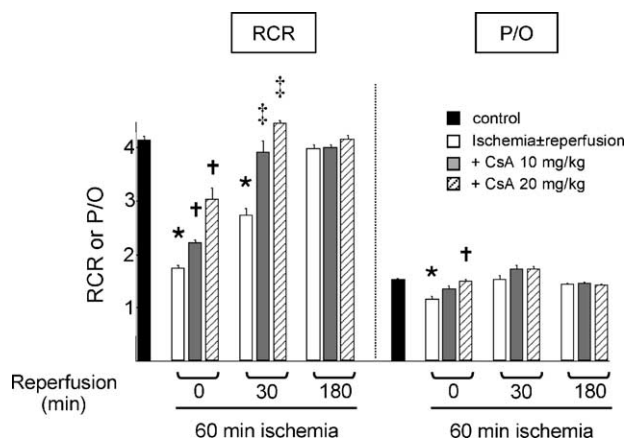 RCR
P/O
control
Ischemia±reperfusion
+ CsA 10 mg/kg
+ CsA 20 mg/kg
RCR or P/O
4
3
2
1
*
†
†
*
‡
‡
*
†
Reperfusion
(min)
0
30
180
0
30
180
60 min ischemia
60 min ischemia